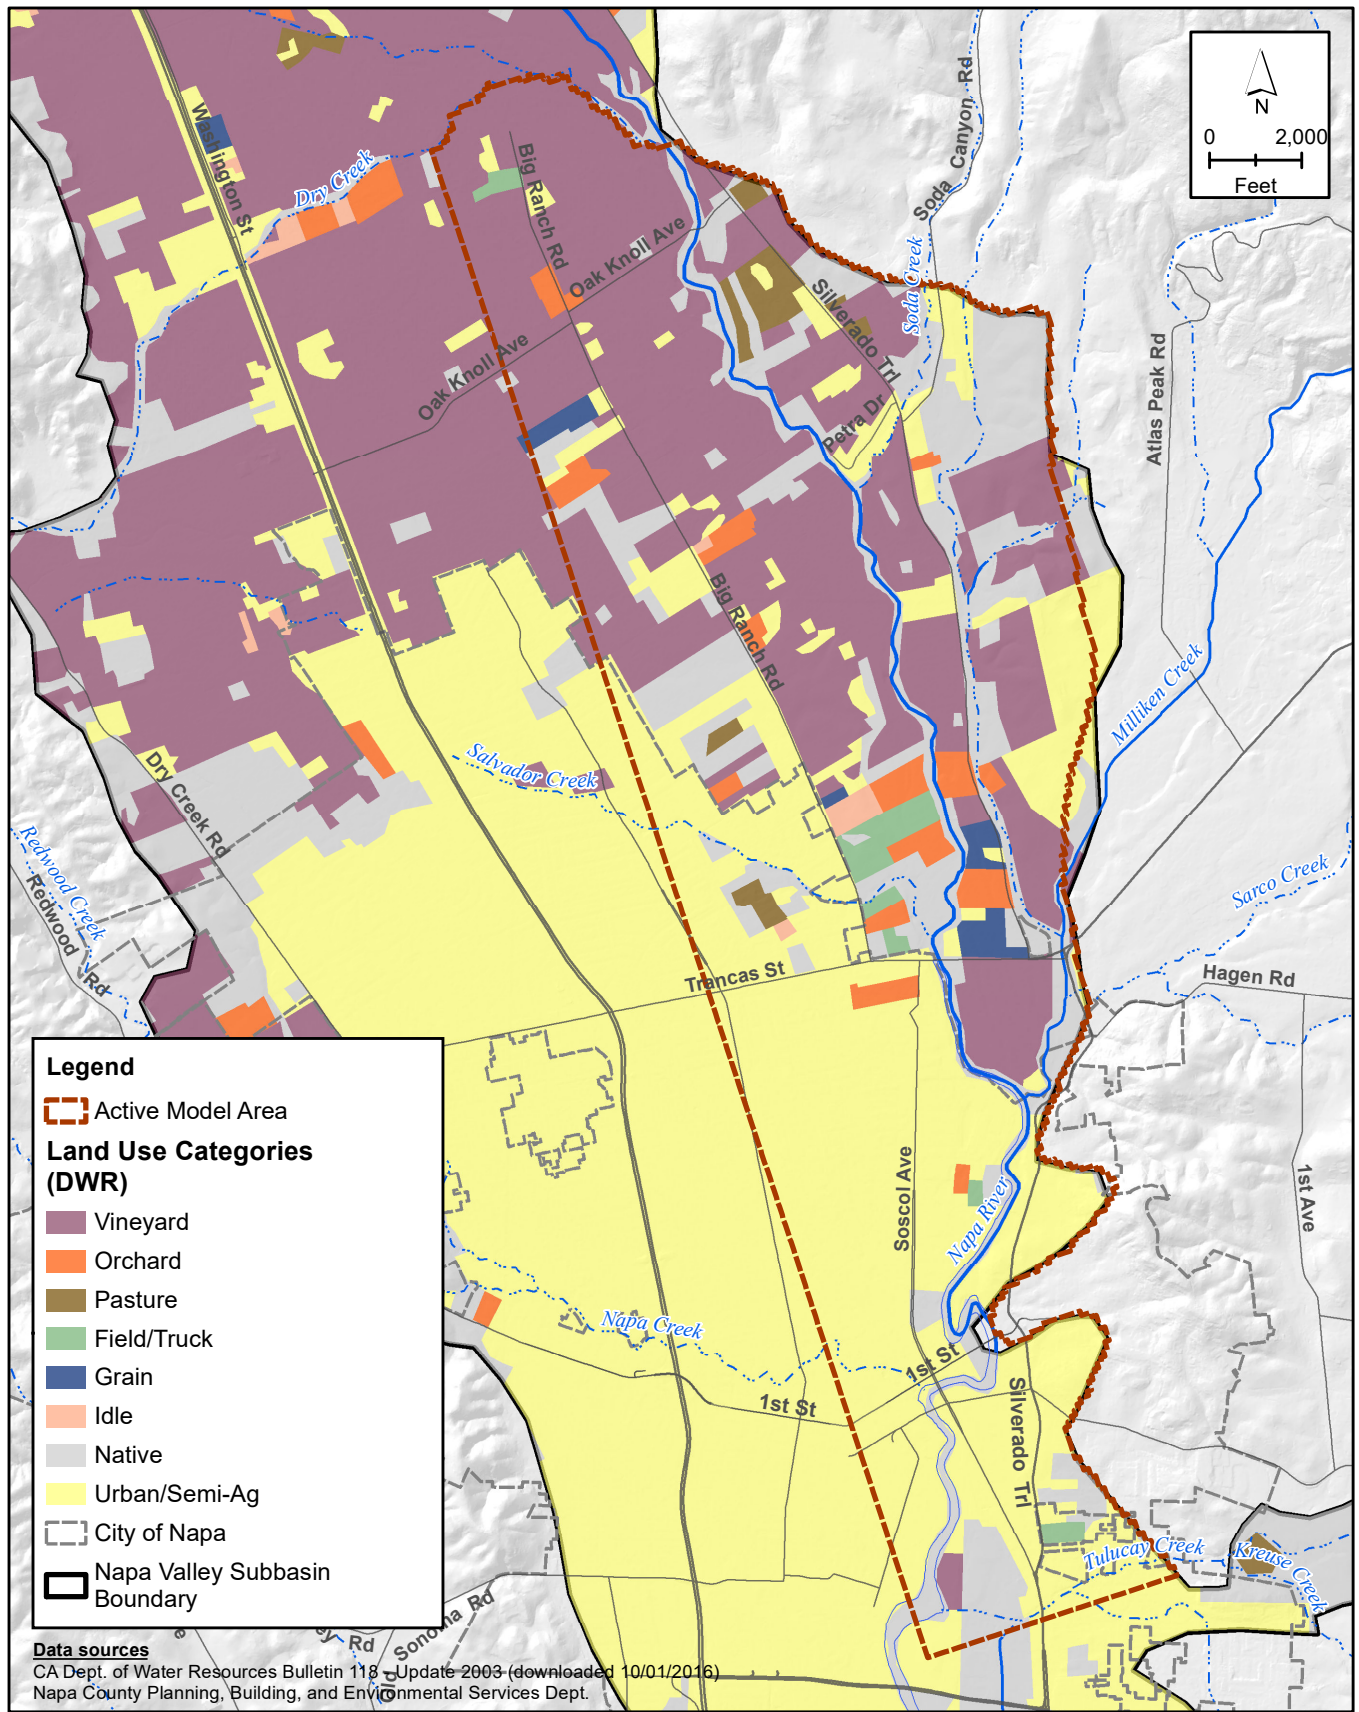 Washington St
Dry Creek
Big Ranch Rd
Oak Knoll Ave
Oak Knoll Ave
Soda Canyon Rd
Soda Creek
Silverado Trl
Petra Dr
Atlas Peak Rd
N
0 2,000
Feet
Big Ranch Rd
Milliken Creek
Salvador Creek
Dry Creek Rd
Redwood Creek
Redwood Rd
Sarco Creek
Trancas St
Hagen Rd
Soscol Ave
Napa River
1st Ave
Napa Creek
1st St
1st St
Silverado Trl
Tulucay Creek
Kreuse Creek
Legend
Active Model Area
Land Use Categories
(DWR)
Vineyard
Orchard
Pasture
Field/Truck
Grain
Idle
Native
Urban/Semi-Ag
City of Napa
Napa Valley Subbasin
Boundary
Rd
Old Sonoma Rd
Data sources
CA Dept. of Water Resources Bulletin 118 - Update 2003 (downloaded 10/01/2016)
Napa County Planning, Building, and Environmental Services Dept.